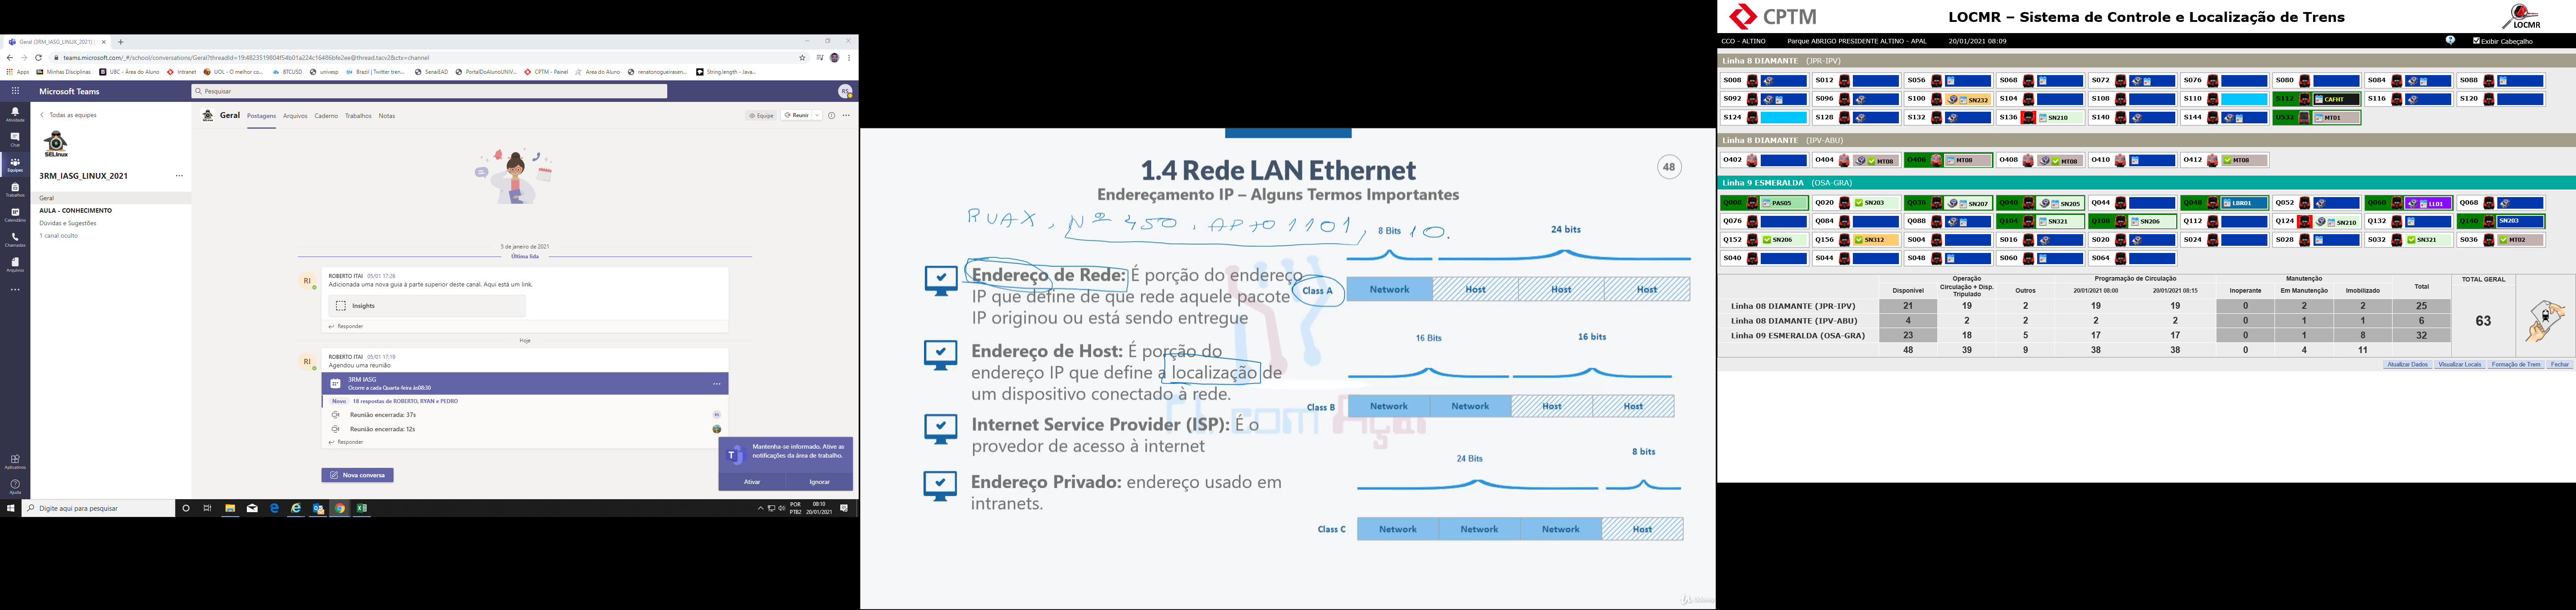 Geral (3RM_IASG_LINUX_2021) :
teams.microsoft.com/_#/school/conversations/Geral?threadId=19:4823519804f54b01a224c16486bfe2ee@thread.tacv2&ctx=channel
Apps Minhas Disciplinas UBC - Área do Aluno Intranet UOL - O melhor co... BTCUSD univesp Brazil | Twitter tren... SenaiEAD PortalDoAlunoUNIV... CPTM - Painel Area do Aluno renatonogueirasen... String.length - Java...
Microsoft Teams
Pesquisar
RS
Atividade
Chat
Equipes
Trabalhos
Calendário
Chamadas
Arquivos
Aplicativos
Ajuda
Todas as equipes
SELinux
3RM_IASG_LINUX_2021
Geral
AULA - CONHECIMENTO
Dúvidas e Sugestões
1 canal oculto
Geral Postagens Arquivos Caderno Trabalhos Notas
Equipe Reunir
5 de janeiro de 2021
Última lida
RI
ROBERTO ITAI 05/01 17:26
Adicionada uma nova guia à parte superior deste canal. Aqui está um link.
Insights
Responder
Hoje
RI
ROBERTO ITAI 05/01 17:19
Agendou uma reunião
3RM IASG
Ocorre a cada Quarta-feira às08:30
Novo 18 respostas de ROBERTO, RYAN e PEDRO
Reunião encerrada: 37s
Reunião encerrada: 12s
Responder
Nova conversa
Mantenha-se informado. Ative as
notificações da área de trabalho.
Ativar Ignorar
Digite aqui para pesquisar
POR
PTB2
08:10
20/01/2021
1.4 Rede LAN Ethernet
48
Endereçamento IP – Alguns Termos Importantes
RUA X, Nº 450, APTO 1101, 10.
Endereço de Rede: É porção do endereço
IP que define de que rede aquele pacote
IP originou ou está sendo entregue
Endereço de Host: É porção do
endereço IP que define a localização de
um dispositivo conectado à rede.
Internet Service Provider (ISP): É o
provedor de acesso à internet
Endereço Privado: endereço usado em
intranets.
8 Bits 24 bits
Class A Network Host Host Host
16 Bits 16 bits
Class B Network Network Host Host
24 Bits 8 bits
Class C Network Network Network Host
CPTM
LOCMR – Sistema de Controle e Localização de Trens
LOCMR
CCO - ALTINO Parque ABRIGO PRESIDENTE ALTINO - APAL 20/01/2021 08:09 Exibir Cabeçalho
Linha 8 DIAMANTE (JPR-IPV)
S008 S012 S056 S068 S072 S076 S080 S084 S088
S092 S096 S100 SN232 S104 S108 S110 S112 CAFHT S116 S120
S124 S128 S132 S136 SN210 S140 S144 U532 MT01
Linha 8 DIAMANTE (IPV-ABU)
O402 O404 MT08 O406 MT08 O408 MT08 O410 O412 MT08
Linha 9 ESMERALDA (OSA-GRA)
Q008 PAS05 Q020 SN203 Q036 SN207 Q040 SN205 Q044 Q048 LBR01 Q052 Q060 LL01 Q068
Q076 Q084 Q088 Q104 SN321 Q108 SN206 Q112 Q124 SN210 Q132 Q140 SN203
Q152 SN206 Q156 SN312 S004 S016 S020 S024 S028 S032 SN321 S036 MT02
S040 S044 S048 S060 S064
Operação Programação de Circulação Manutenção Total TOTAL GERAL
Disponível Circulação + Disp. Tripulado Outros 20/01/2021 08:00 20/01/2021 08:15 Inoperante Em Manutenção Imobilizado
Linha 08 DIAMANTE (JPR-IPV) 21 19 2 19 19 0 2 2 25
Linha 08 DIAMANTE (IPV-ABU) 4 2 2 2 2 0 1 1 6
Linha 09 ESMERALDA (OSA-GRA) 23 18 5 17 17 0 1 8 32
48 39 9 38 38 0 4 11
63
Atualizar Dados Visualizar Locais Formação de Trem Fechar